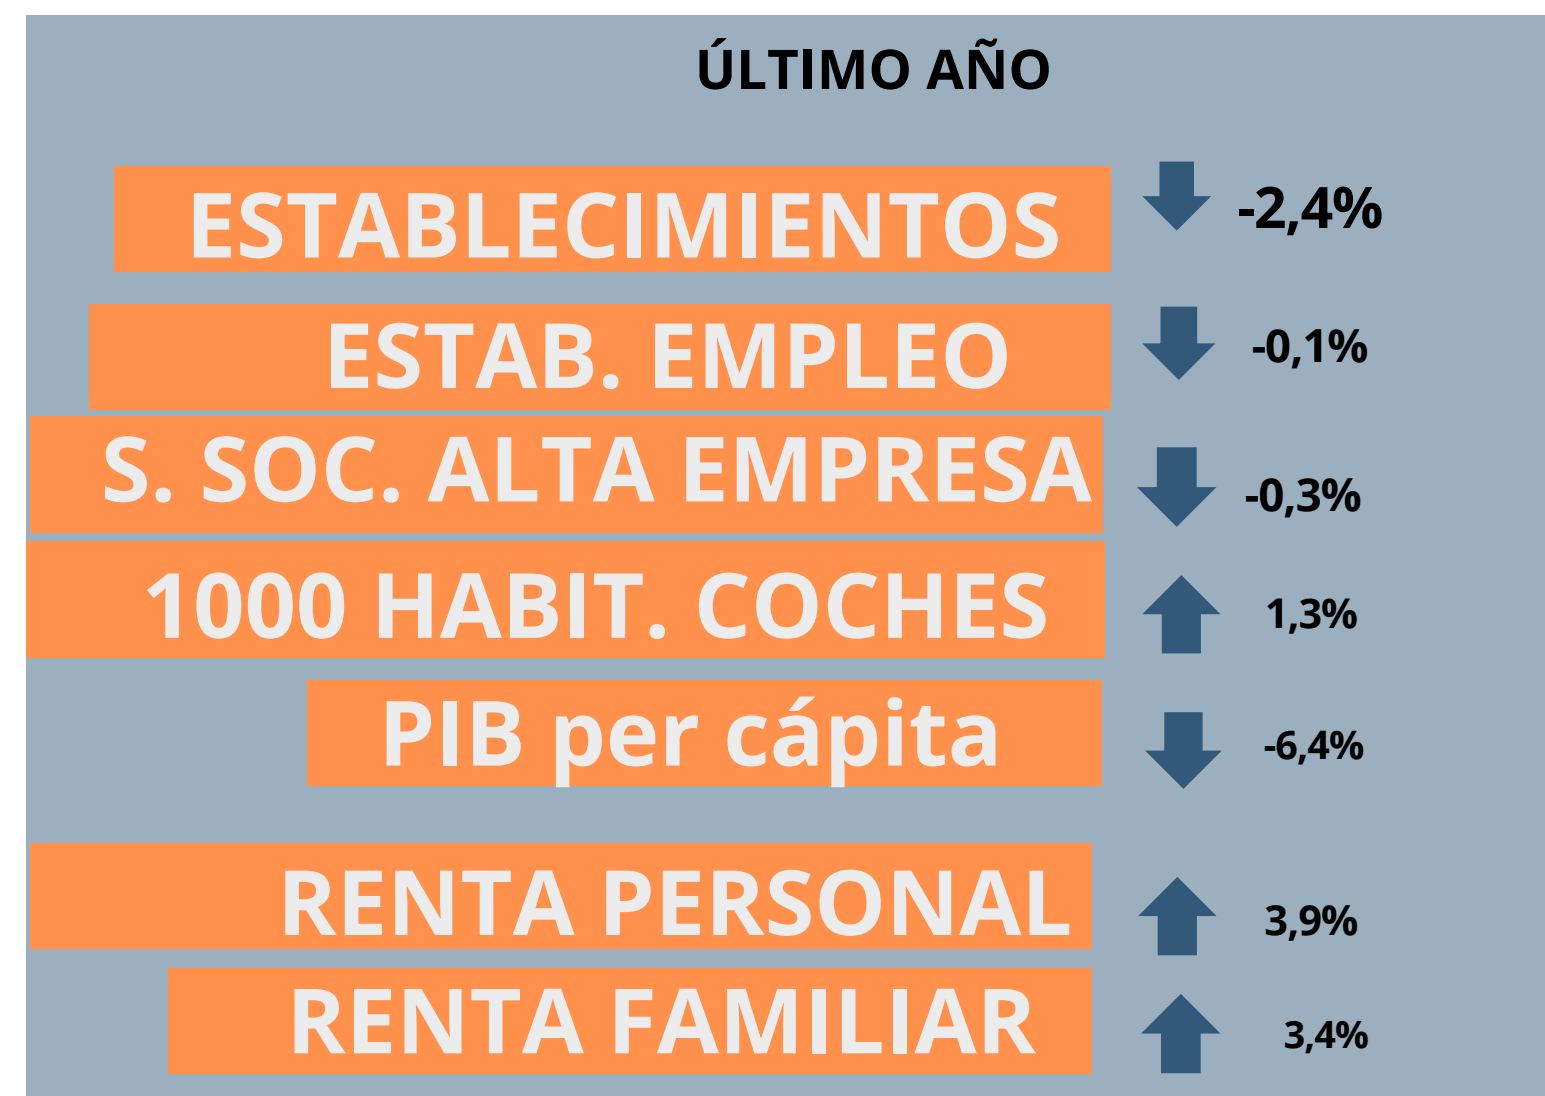 ÚLTIMO AÑO
ESTABLECIMIENTOS -2,4%
ESTAB. EMPLEO -0,1%
S. SOC. ALTA EMPRESA -0,3%
1000 HABIT. COCHES 1,3%
PIB per cápita -6,4%
RENTA PERSONAL 3,9%
RENTA FAMILIAR 3,4%